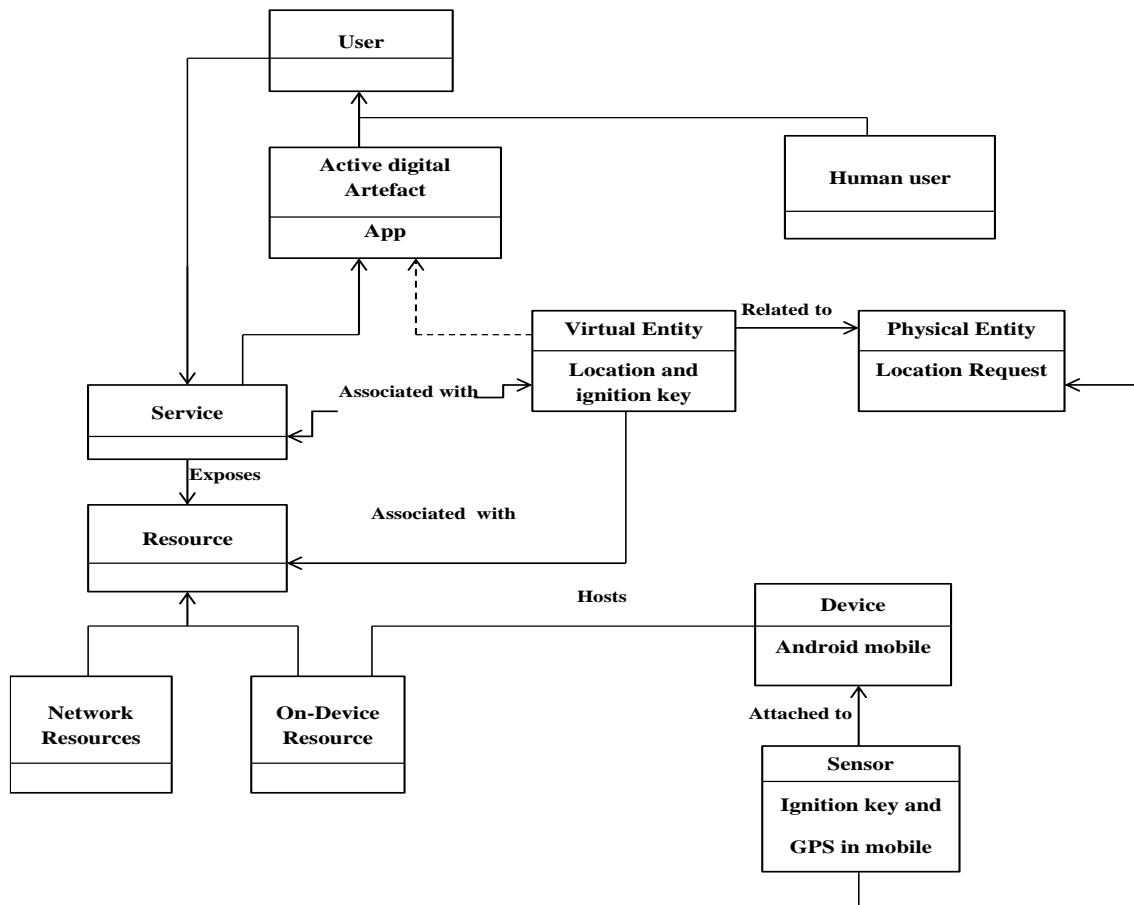 User
Active digital
Artefact
App
Human user
Related to
Virtual Entity
Location and
ignition key
Physical Entity
Location Request
Associated with
Service
Exposes
Resource
Associated with
Hosts
Device
Android mobile
Network
Resources
On-Device
Resource
Attached to
Sensor
Ignition key and
GPS in mobile